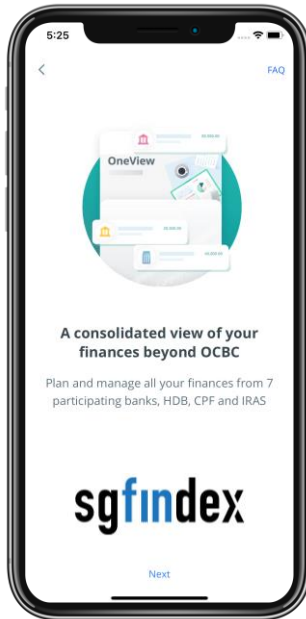 5:25
FAQ
OneView
A consolidated view of your
finances beyond OCBC
Plan and manage all your finances from 7
participating banks, HDB, CPF and IRAS
sgfindex
Next